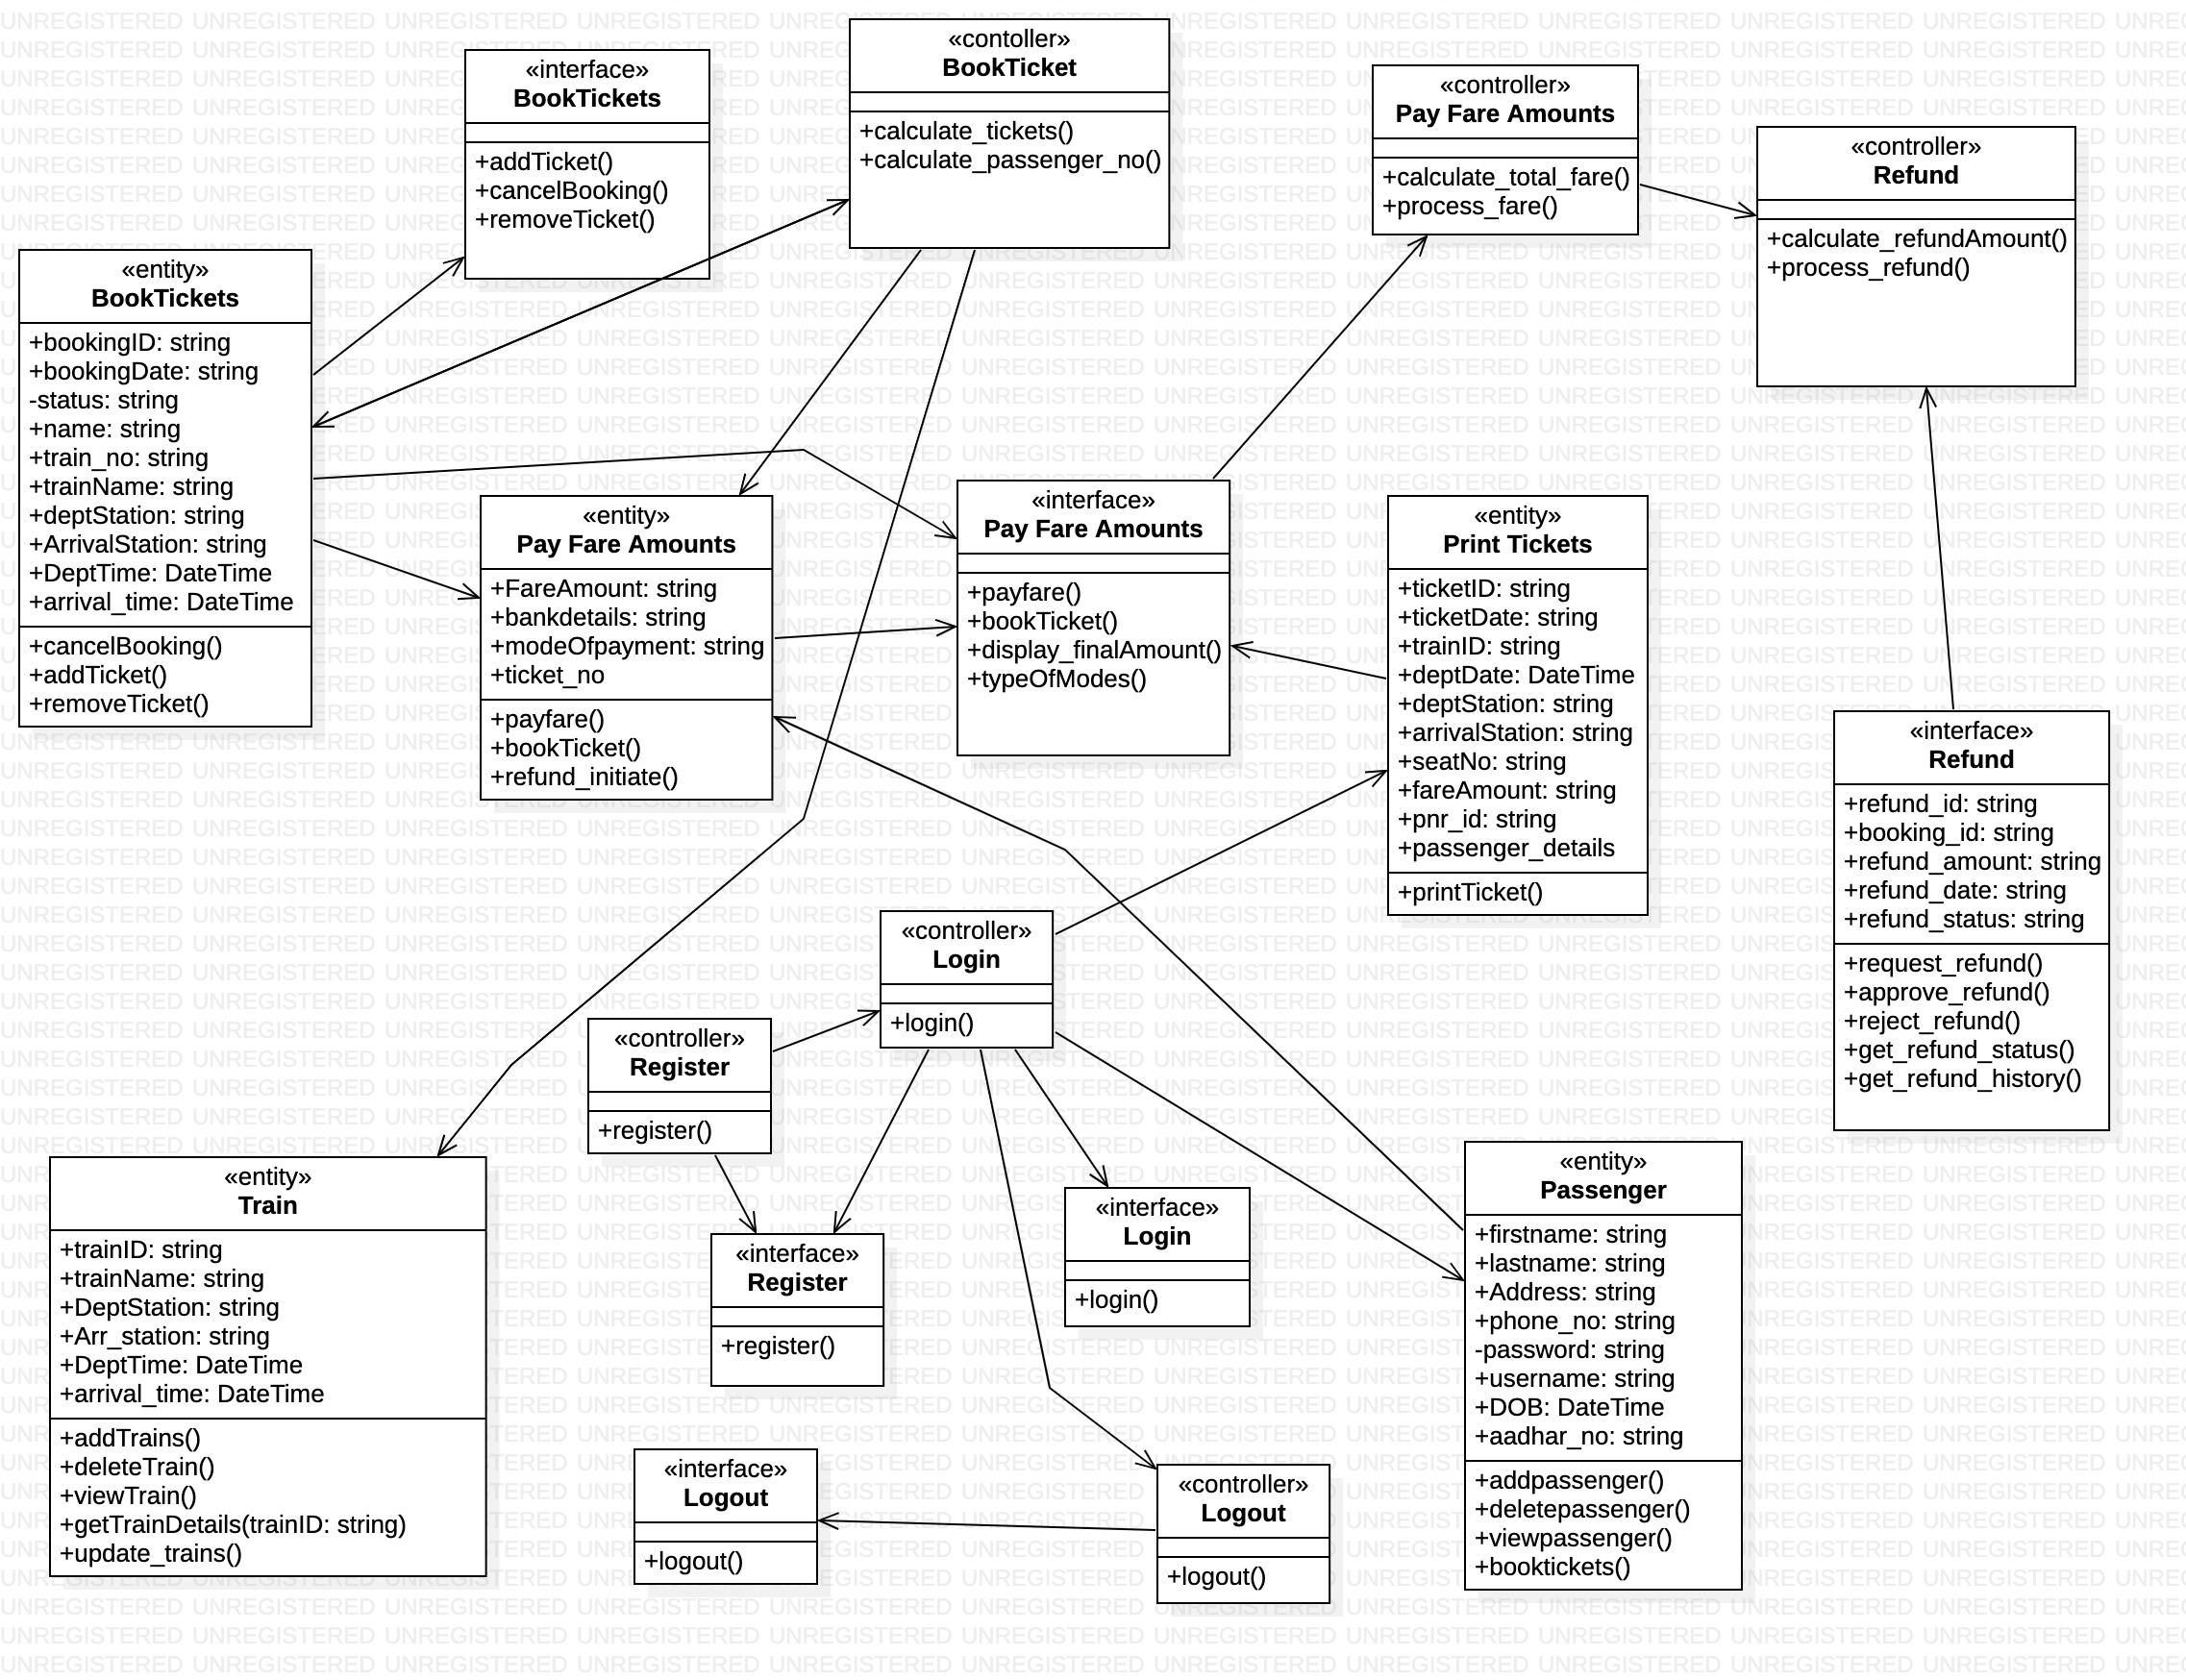 «interface»
BookTickets
+addTicket()
+cancelBooking()
+removeTicket()
«contoller»
BookTicket
+calculate_tickets()
+calculate_passenger_no()
«controller»
Pay Fare Amounts
+calculate_total_fare()
+process_fare()
«controller»
Refund
+calculate_refundAmount()
+process_refund()
«entity»
BookTickets
+bookingID: string
+bookingDate: string
-status: string
+name: string
+train_no: string
+trainName: string
+deptStation: string
+ArrivalStation: string
+DeptTime: DateTime
+arrival_time: DateTime
+cancelBooking()
+addTicket()
+removeTicket()
«entity»
Pay Fare Amounts
+FareAmount: string
+bankdetails: string
+modeOfpayment: string
+ticket_no
+payfare()
+bookTicket()
+refund_initiate()
«interface»
Pay Fare Amounts
+payfare()
+bookTicket()
+display_finalAmount()
+typeOfModes()
«entity»
Print Tickets
+ticketID: string
+ticketDate: string
+trainID: string
+deptDate: DateTime
+deptStation: string
+arrivalStation: string
+seatNo: string
+fareAmount: string
+pnr_id: string
+passenger_details
+printTicket()
«interface»
Refund
+refund_id: string
+booking_id: string
+refund_amount: string
+refund_date: string
+refund_status: string
+request_refund()
+approve_refund()
+reject_refund()
+get_refund_status()
+get_refund_history()
«controller»
Login
+login()
«controller»
Register
+register()
«entity»
Train
+trainID: string
+trainName: string
+DeptStation: string
+Arr_station: string
+DeptTime: DateTime
+arrival_time: DateTime
+addTrains()
+deleteTrain()
+viewTrain()
+getTrainDetails(trainID: string)
+update_trains()
«interface»
Register
+register()
«interface»
Login
+login()
«entity»
Passenger
+firstname: string
+lastname: string
+Address: string
+phone_no: string
-password: string
+username: string
+DOB: DateTime
+aadhar_no: string
+addpassenger()
+deletepassenger()
+viewpassenger()
+booktickets()
«interface»
Logout
+logout()
«controller»
Logout
+logout()
UNREGISTERED